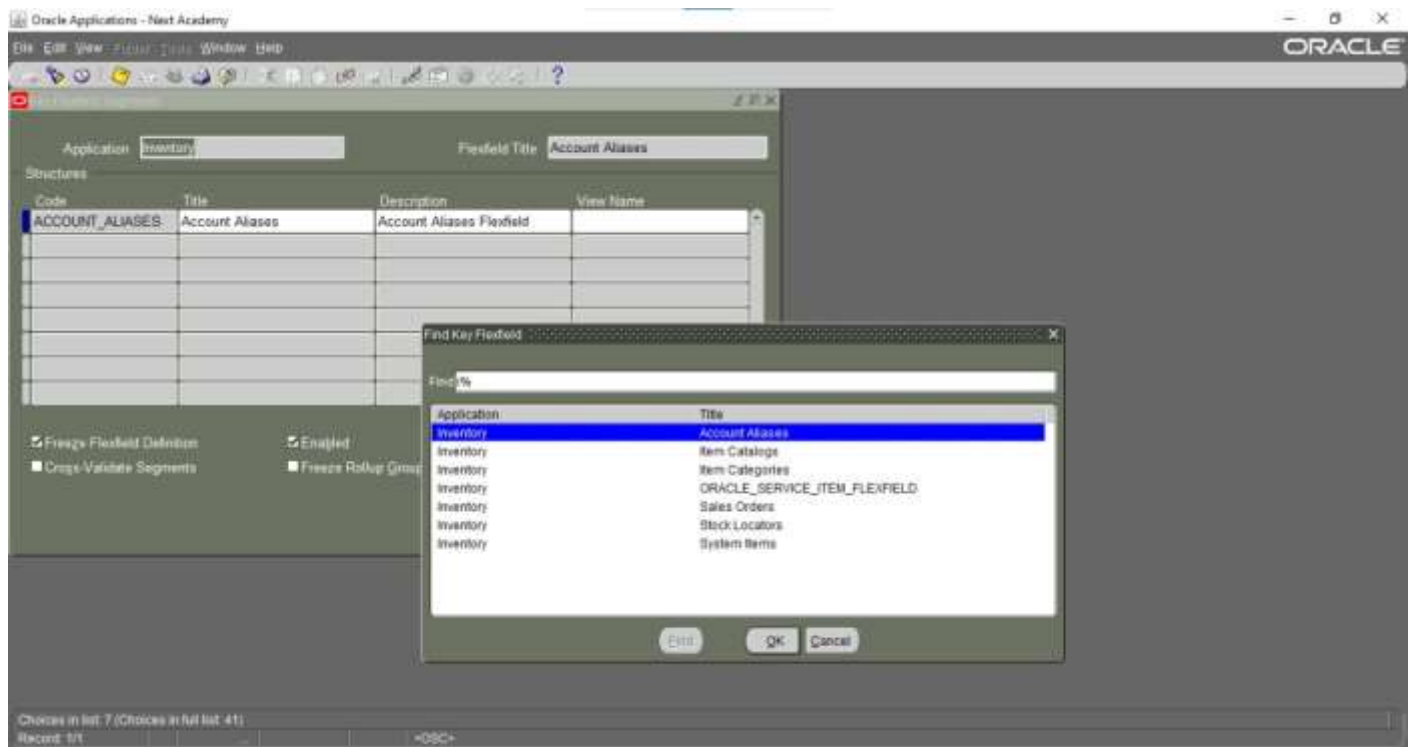 Oracle Applications - Next Academy
File Edit View Folder Tools Window Help
ORACLE
Application Inventory Flexfield Title Account Aliases
Structures
Code Title Description View Name
ACCOUNT_ALIASES Account Aliases Account Aliases Flexfield
Find Key Flexfield
Find %
Application Title
Inventory Account Aliases
Inventory Item Catalogs
Inventory Item Categories
Inventory ORACLE_SERVICE_ITEM_FLEXFIELD
Inventory Sales Orders
Inventory Stock Locators
Inventory System Items
Freeze Flexfield Definition Enabled
Cross-Validate Segments Freeze Rollup Group
Find OK Cancel
Choices in list: 7 (Choices in full list: 41)
Record: 1/1 ... <OSC>